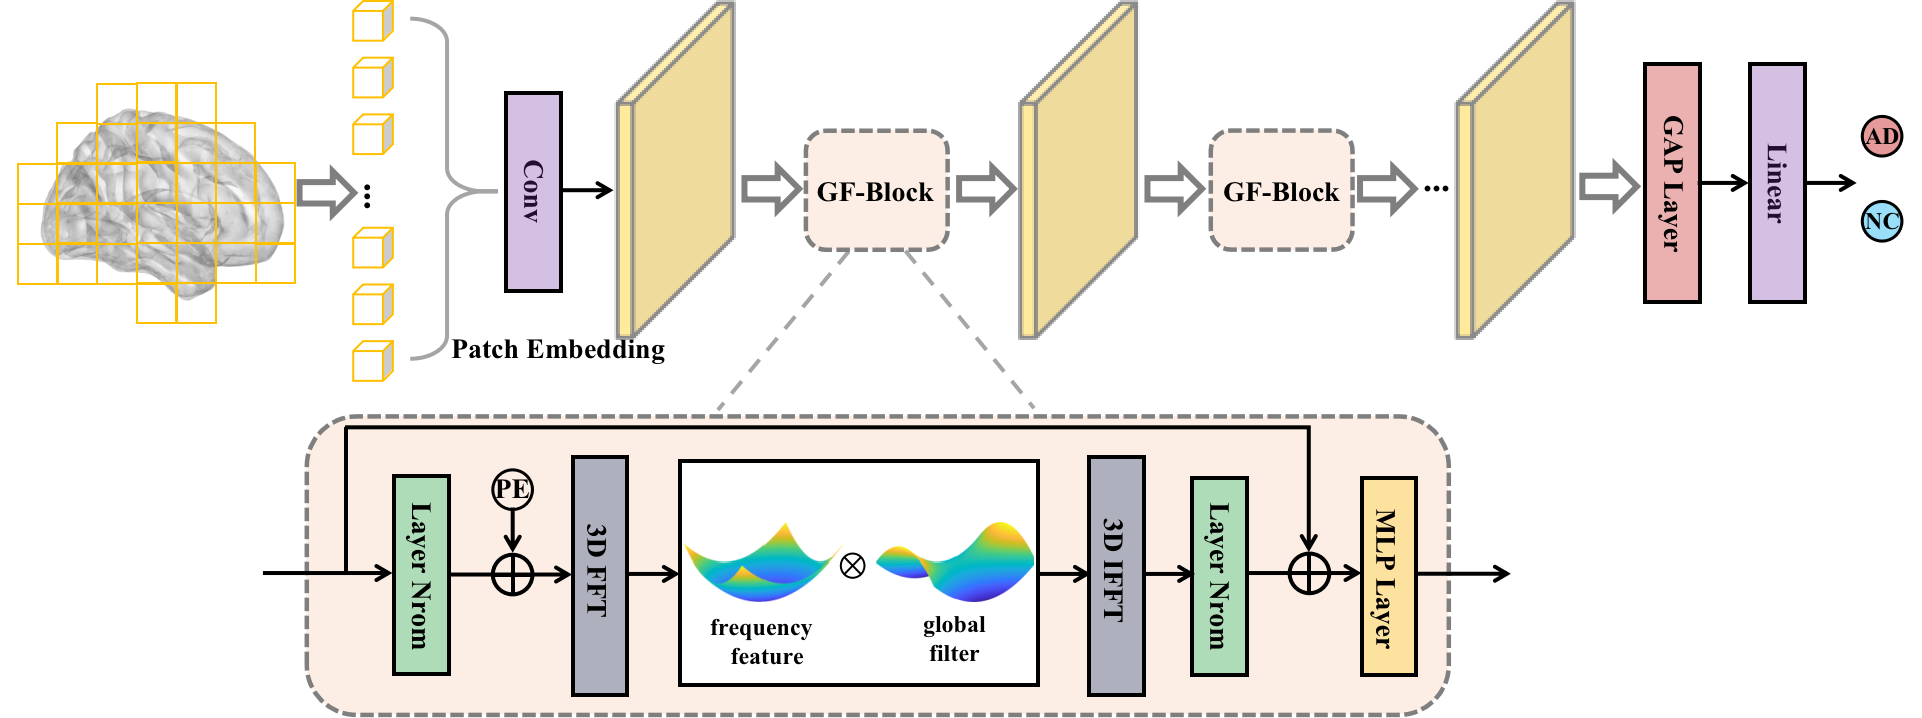 Conv
Patch Embedding
GF-Block
GF-Block
...
GAP Layer
Linear
AD
NC
...
Layer Nrom
PE
3D FFT
frequency
feature
global
filter
3D IFFT
Layer Nrom
MLP Layer